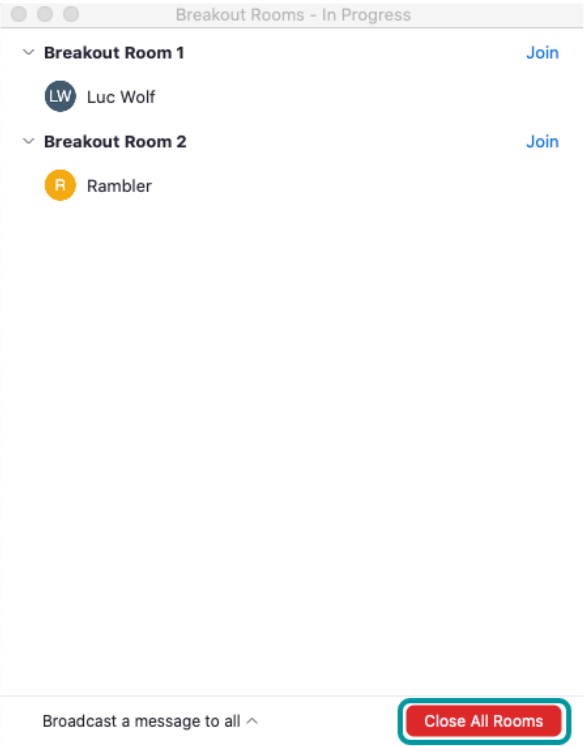 Breakout Rooms - In Progress
Breakout Room 1 Join
LW Luc Wolf
Breakout Room 2 Join
R Rambler
Broadcast a message to all Close All Rooms